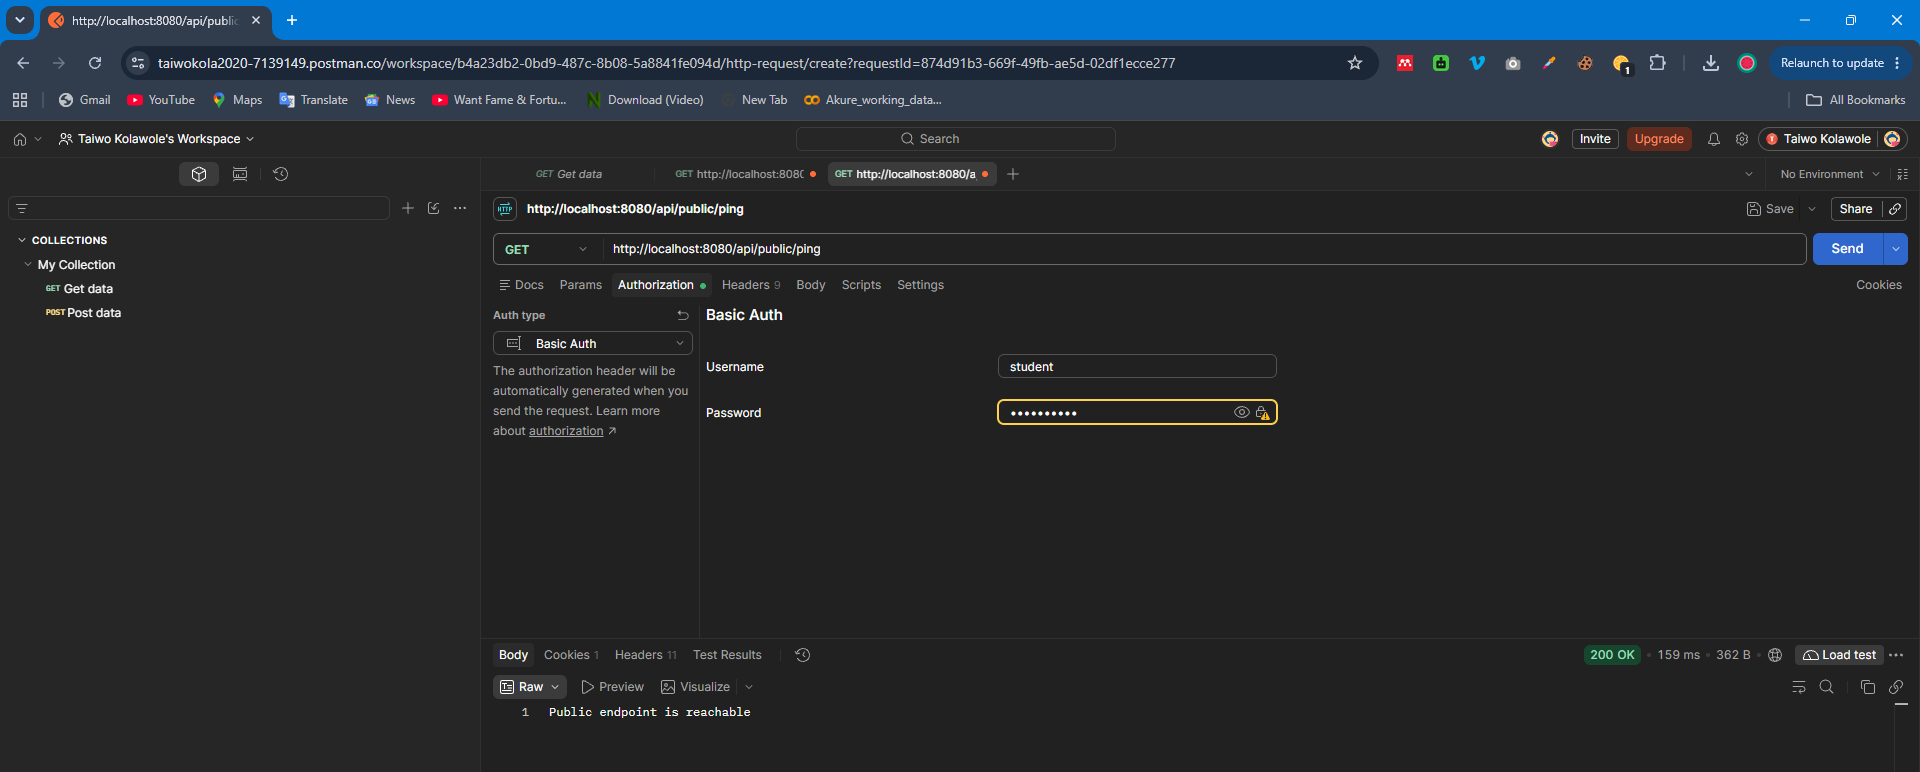 http://localhost:8080/api/public
taiwokola2020-7139149.postman.co/workspace/b4a23db2-0bd9-487c-8b08-5a8841fe094d/http-request/create?requestId=874d91b3-669f-49fb-ae5d-02df1ecce277
1
Relaunch to update
Gmail
YouTube
Maps
Translate
News
Want Fame & Fortu...
Download (Video)
New Tab
Akure_working_data...
All Bookmarks
Taiwo Kolawole's Workspace
Search
Invite
Upgrade
T
Taiwo Kolawole
GET Get data
GET http://localhost:8080
GET http://localhost:8080/a
No Environment
HTTP
http://localhost:8080/api/public/ping
Save
Share
COLLECTIONS
My Collection
GET Get data
POST Post data
GET
http://localhost:8080/api/public/ping
Send
Docs
Params
Authorization
Headers 9
Body
Scripts
Settings
Cookies
Auth type
Basic Auth
The authorization header will be
automatically generated when you
send the request. Learn more
about authorization ↗
Basic Auth
Username
student
Password
••••••••••
Body
Cookies 1
Headers 11
Test Results
200 OK
159 ms
362 B
Load test
Raw
Preview
Visualize
1 Public endpoint is reachable